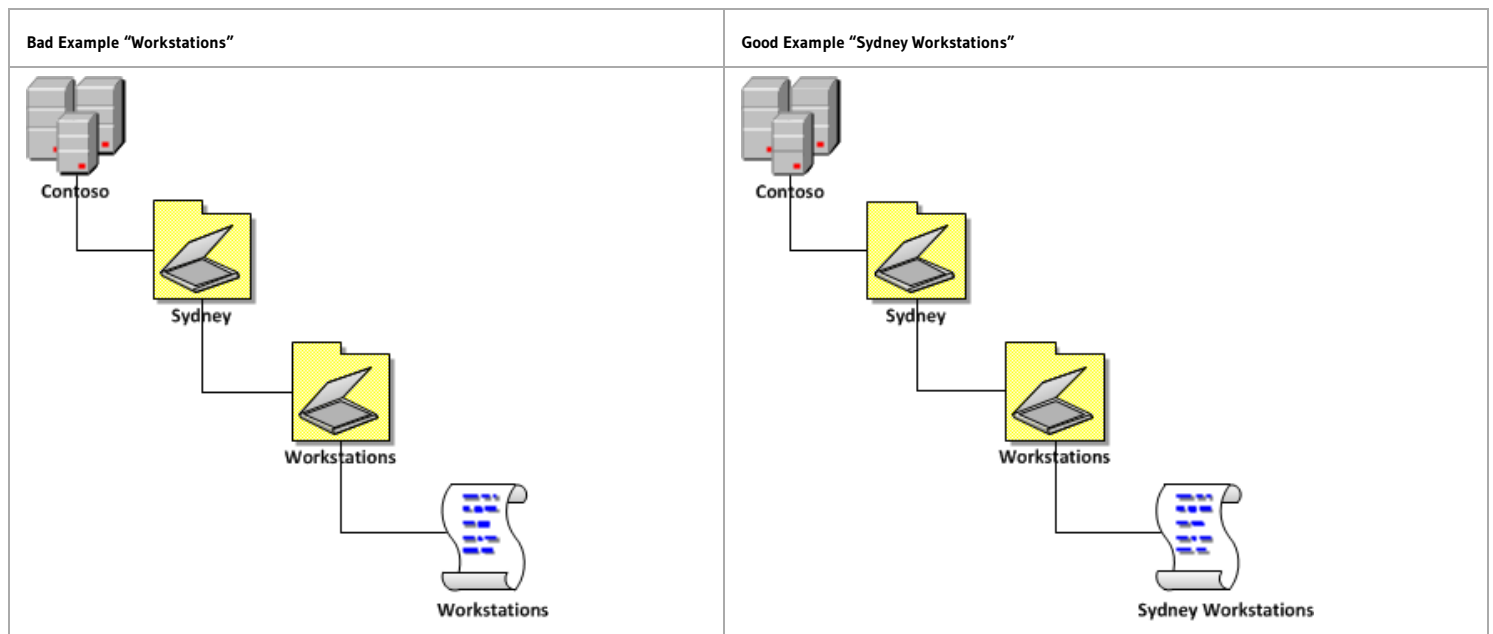 Bad Example “Workstations”
Good Example “Sydney Workstations”
Contoso
Sydney
Workstations
Workstations
Contoso
Sydney
Workstations
Sydney Workstations